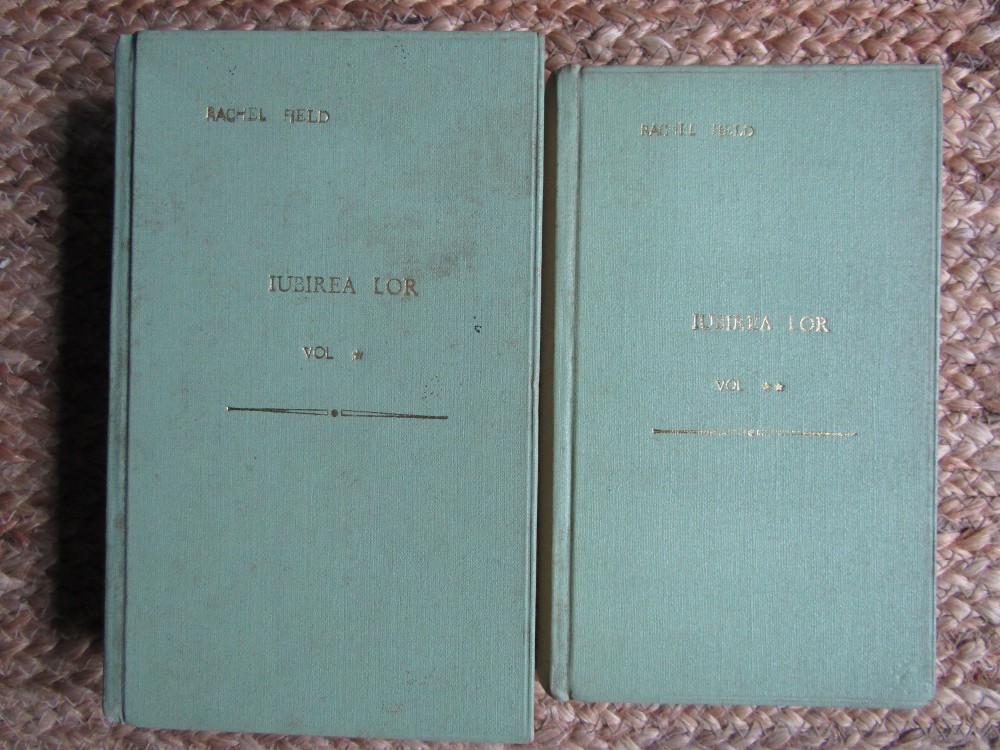 RACHEL FIELD
IUBIREA LOR
VOL ★
RACHEL FIELD
IUBIREA LOR
VOL ★★